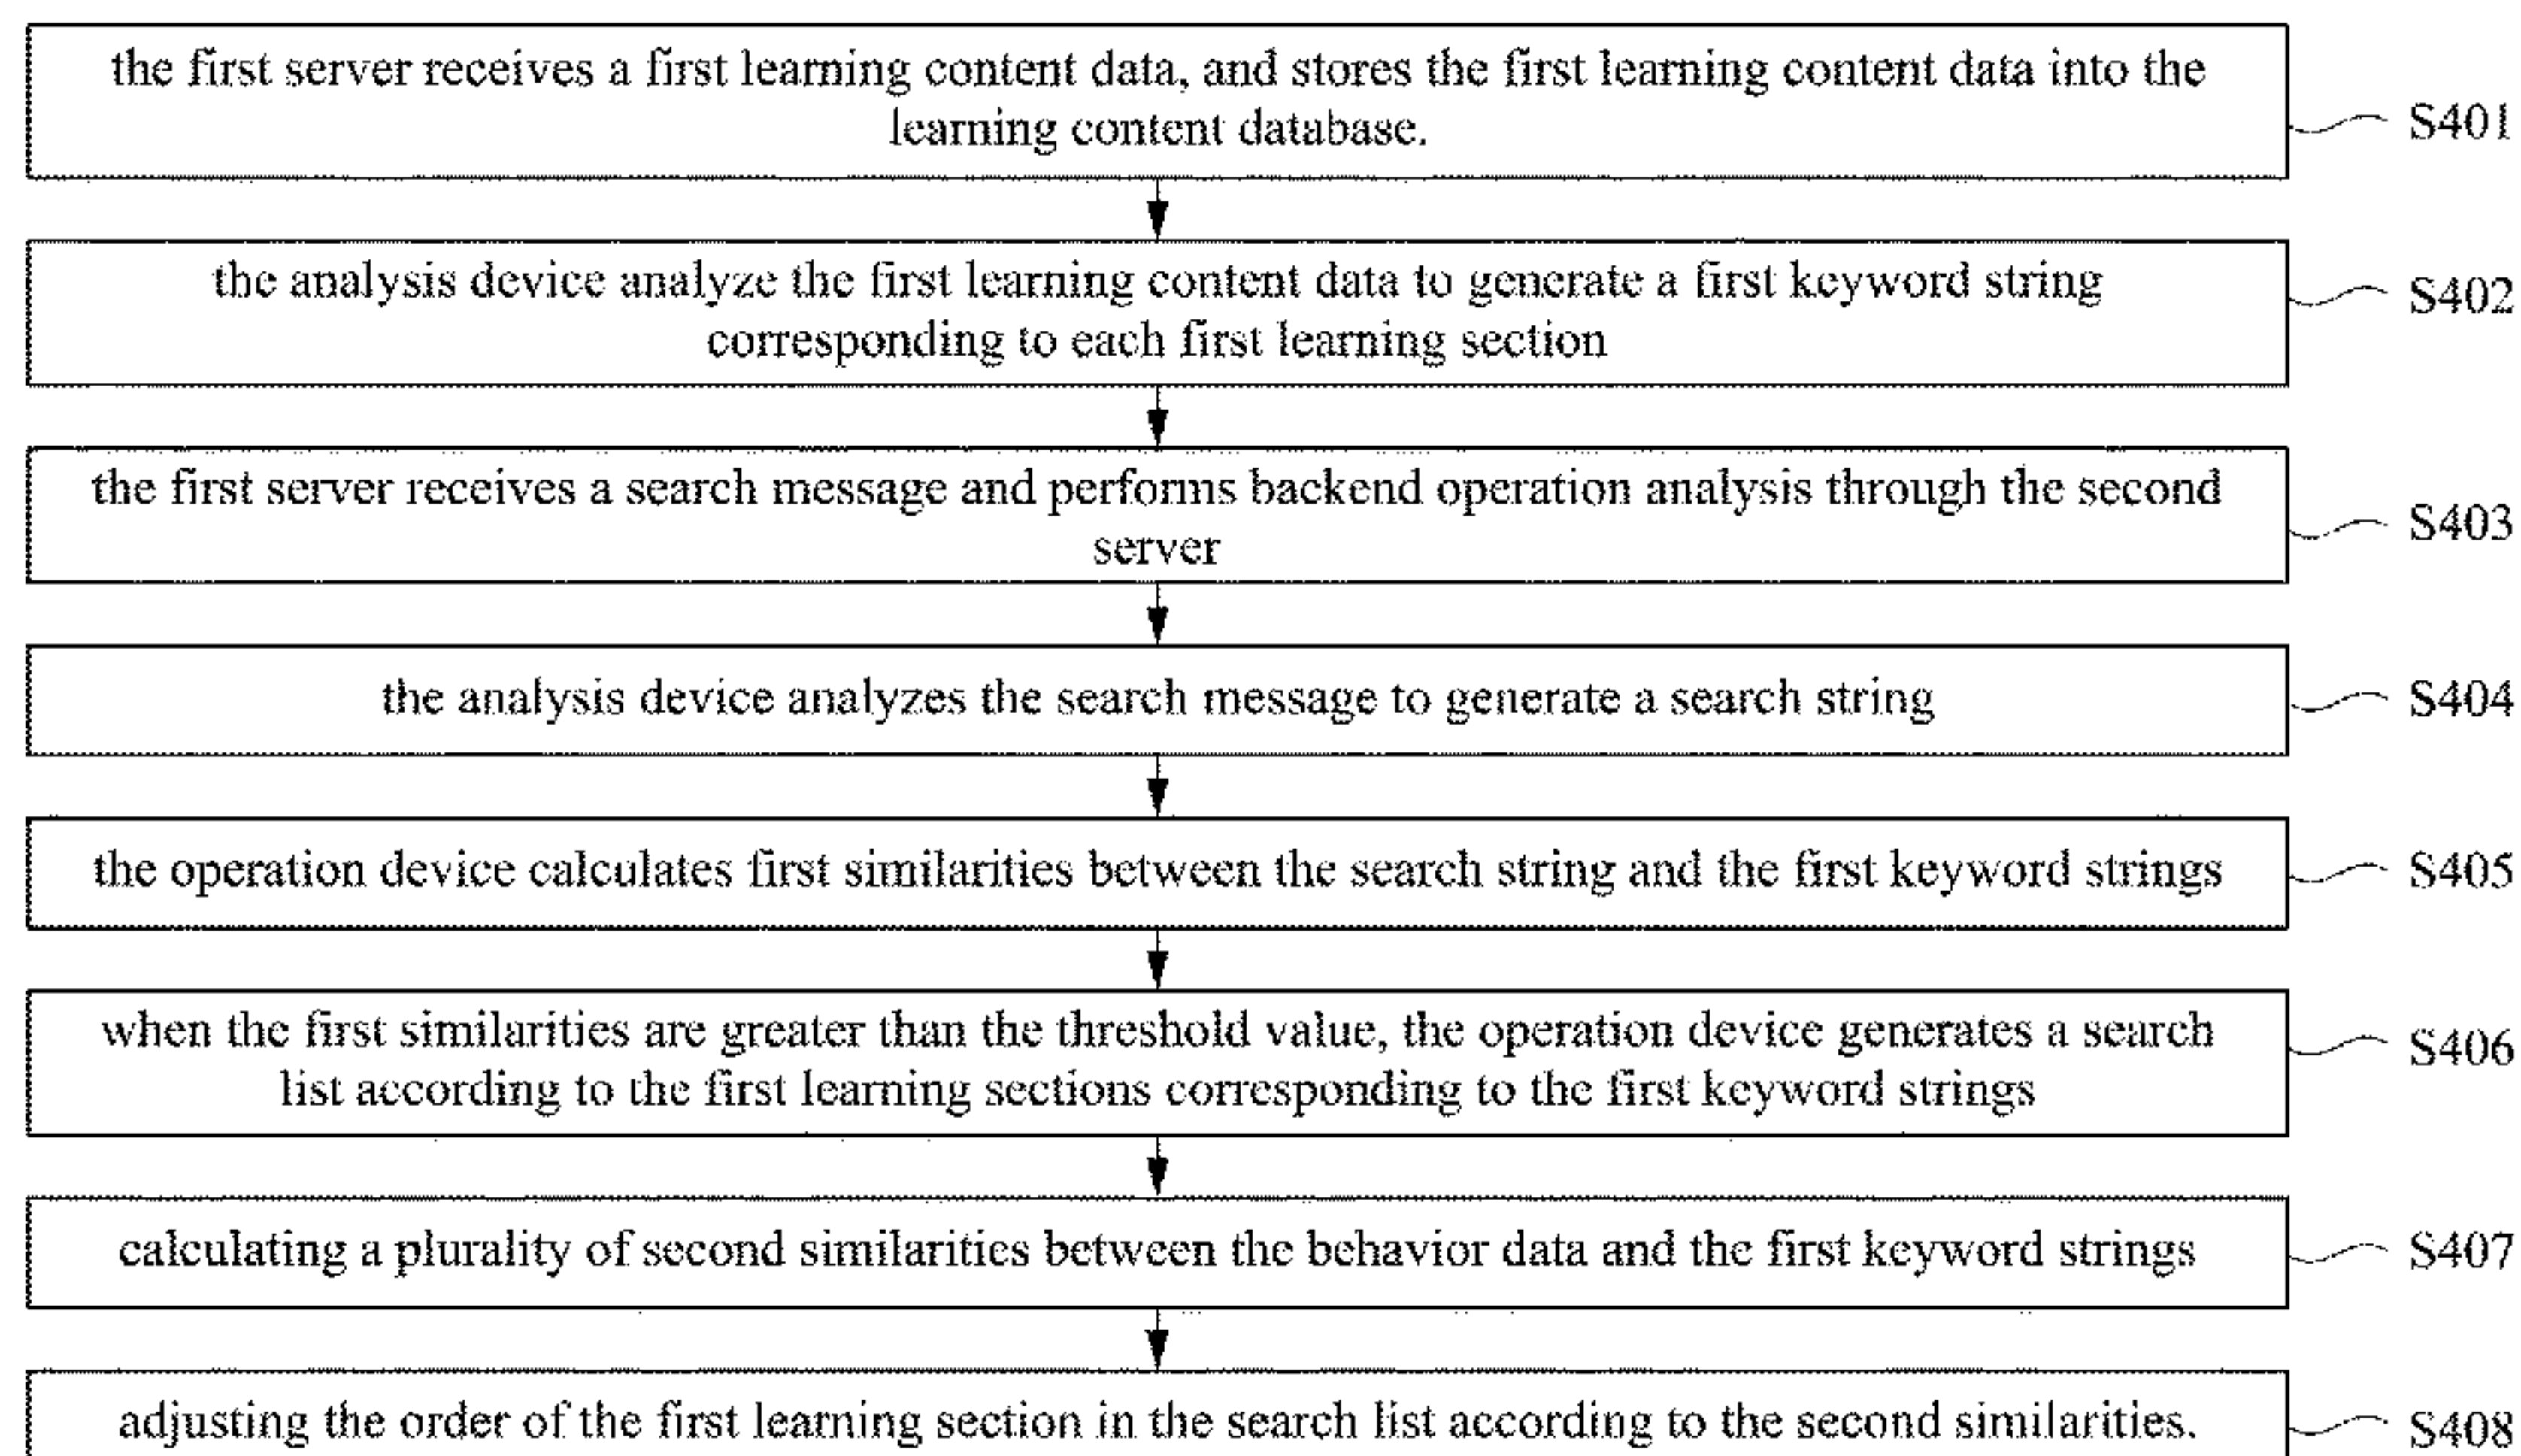 the first server receives a first learning content data, and stores the first learning content data into the
learning content database.
S401
the analysis device analyze the first learning content data to generate a first keyword string
corresponding to each first learning section
S402
the first server receives a search message and performs backend operation analysis through the second
server
S403
the analysis device analyzes the search message to generate a search string
S404
the operation device calculates first similarities between the search string and the first keyword strings
S405
when the first similarities are greater than the threshold value, the operation device generates a search
list according to the first learning sections corresponding to the first keyword strings
S406
calculating a plurality of second similarities between the behavior data and the first keyword strings
S407
adjusting the order of the first learning section in the search list according to the second similarities.
S408